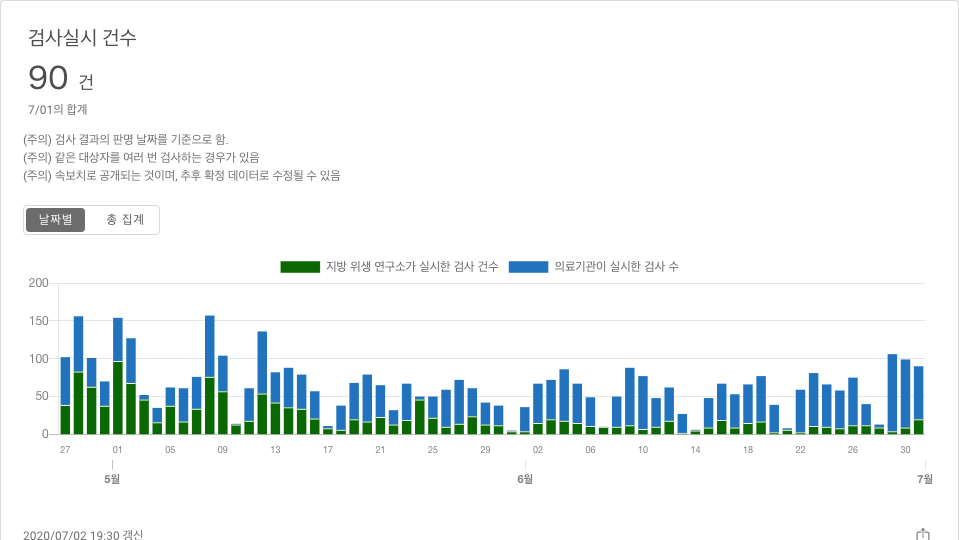 검사실시 건수
90 건
7/01의 합계
(주의) 검사 결과의 판명 날짜를 기준으로 함.
(주의) 같은 대상자를 여러 번 검사하는 경우가 있음
(주의) 속보치로 공개되는 것이며, 추후 확정 데이터로 수정될 수 있음
날짜별 총 집계
지방 위생 연구소가 실시한 검사 건수 의료기관이 실시한 검사 수
200
150
100
50
0
27 01 05 09 13 17 21 25 29 02 06 10 14 18 22 26 30
5월 6월 7월
2020/07/02 19:30 갱신